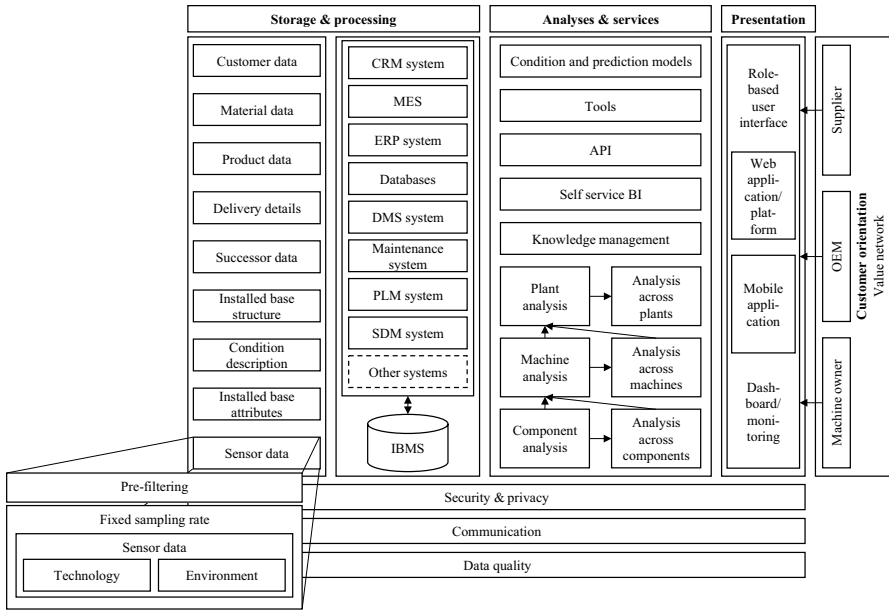 Storage & processing
Analyses & services
Presentation
Customer data
Material data
Product data
Delivery details
Successor data
Installed base
structure
Condition
description
Installed base
attributes
Sensor data
CRM system
MES
ERP system
Databases
DMS system
Maintenance
system
PLM system
SDM system
Other systems
IBMS
Condition and prediction models
Tools
API
Self service BI
Knowledge management
Plant
analysis
Analysis
across
plants
Machine
analysis
Analysis
across
machines
Component
analysis
Analysis
across
components
Role-
based
user
interface
Web
appli-
cation/
plat-
form
Mobile
appli-
cation
Dash-
board/
moni-
toring
Supplier
OEM
Machine owner
Customer orientation
Value network
Pre-filtering
Fixed sampling rate
Sensor data
Technology
Environment
Security & privacy
Communication
Data quality